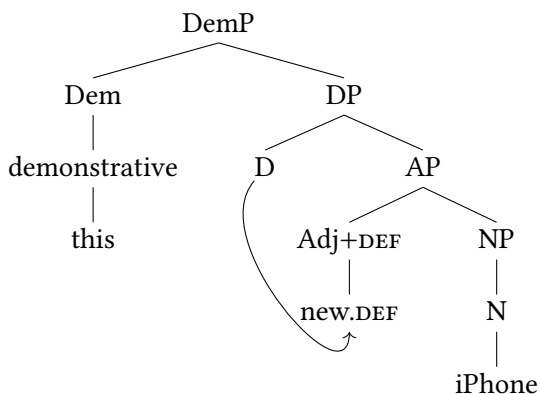 DemP
Dem DP
demonstrative D AP
this Adj+DEF NP
new.DEF N
iPhone